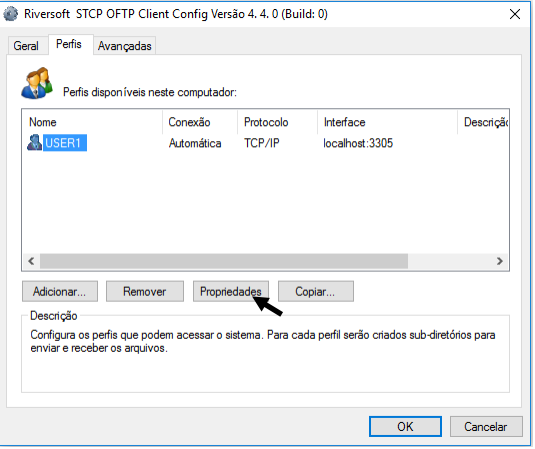 Riversoft STCP OFTP Client Config Versão 4. 4. 0 (Build: 0)
Geral Perfis Avançadas
Perfis disponíveis neste computador:
Nome Conexão Protocolo Interface Descriçã
USER1 Automática TCP/IP localhost:3305
Adicionar... Remover Propriedades Copiar...
Descrição
Configura os perfis que podem acessar o sistema. Para cada perfil serão criados sub-diretórios para
enviar e receber os arquivos.
OK Cancelar